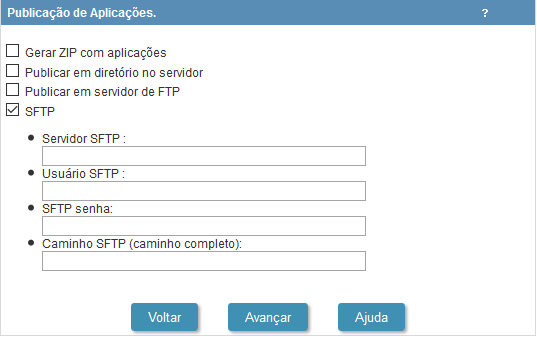 Publicação de Aplicações. ?
Gerar ZIP com aplicações
Publicar em diretório no servidor
Publicar em servidor de FTP
SFTP
Servidor SFTP :
Usuário SFTP :
SFTP senha:
Caminho SFTP (caminho completo):
Voltar Avançar Ajuda